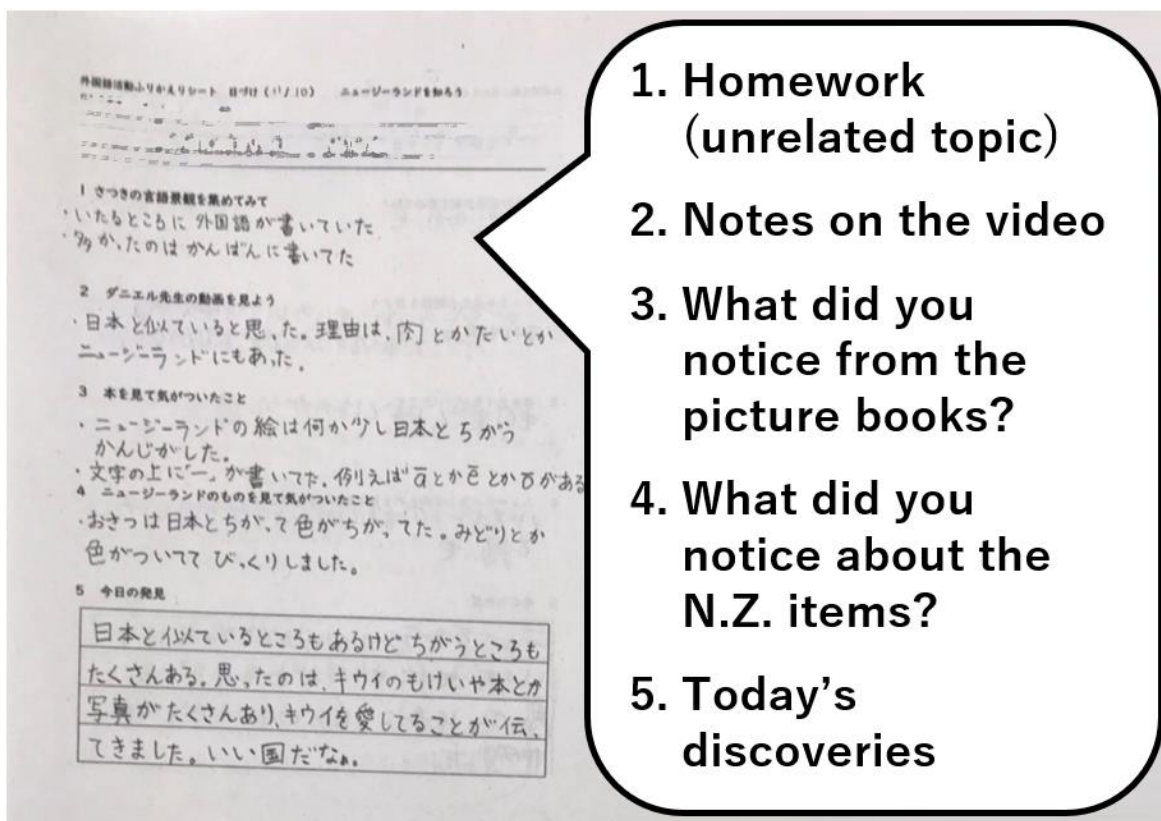 外国語活動ふりかえりシート 日づけ (11/10) ニュージーランドを知ろう
1 さつきの言語景観を集めてみて
・いたるところに外国語が書いていた
・多かったのはかんばんに書いてた
2 ダニエル先生の動画を見よう
・日本と似ていると思った。理由は、肉とかたいとか
ニュージーランドにもあった。
3 本を見て気がついたこと
・ニュージーランドの絵は何か少し日本とちがう
かんじがした。
・文字の上に「ー」が書いてた。例えばāとかēとかōがある
4 ニュージーランドのものを見て気がついたこと
・おさつは日本とちがって色がちがってた。みどりとか
色がついてて びっくりしました。
5 今日の発見
日本と似ているところもあるけど ちがうところも
たくさんある。思ったのは、キウイのもけいや本とか
写真がたくさんあり、キウイを愛してることが伝っ
てきました。いい国だなぁ。
1. Homework
(unrelated topic)
2. Notes on the video
3. What did you
notice from the
picture books?
4. What did you
notice about the
N.Z. items?
5. Today's
discoveries